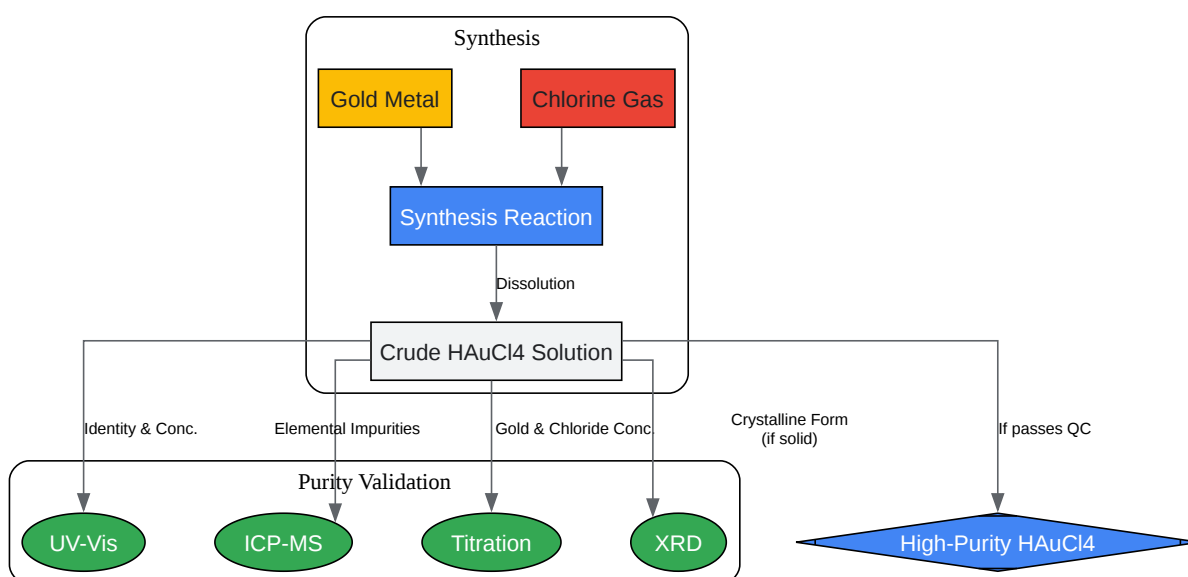 Synthesis
Gold Metal
Chlorine Gas
Synthesis Reaction
Dissolution
Crude HAuCl4 Solution
Identity & Conc.
Elemental Impurities
Gold & Chloride Conc.
Crystalline Form
(if solid)
If passes QC
Purity Validation
UV-Vis
ICP-MS
Titration
XRD
High-Purity HAuCl4